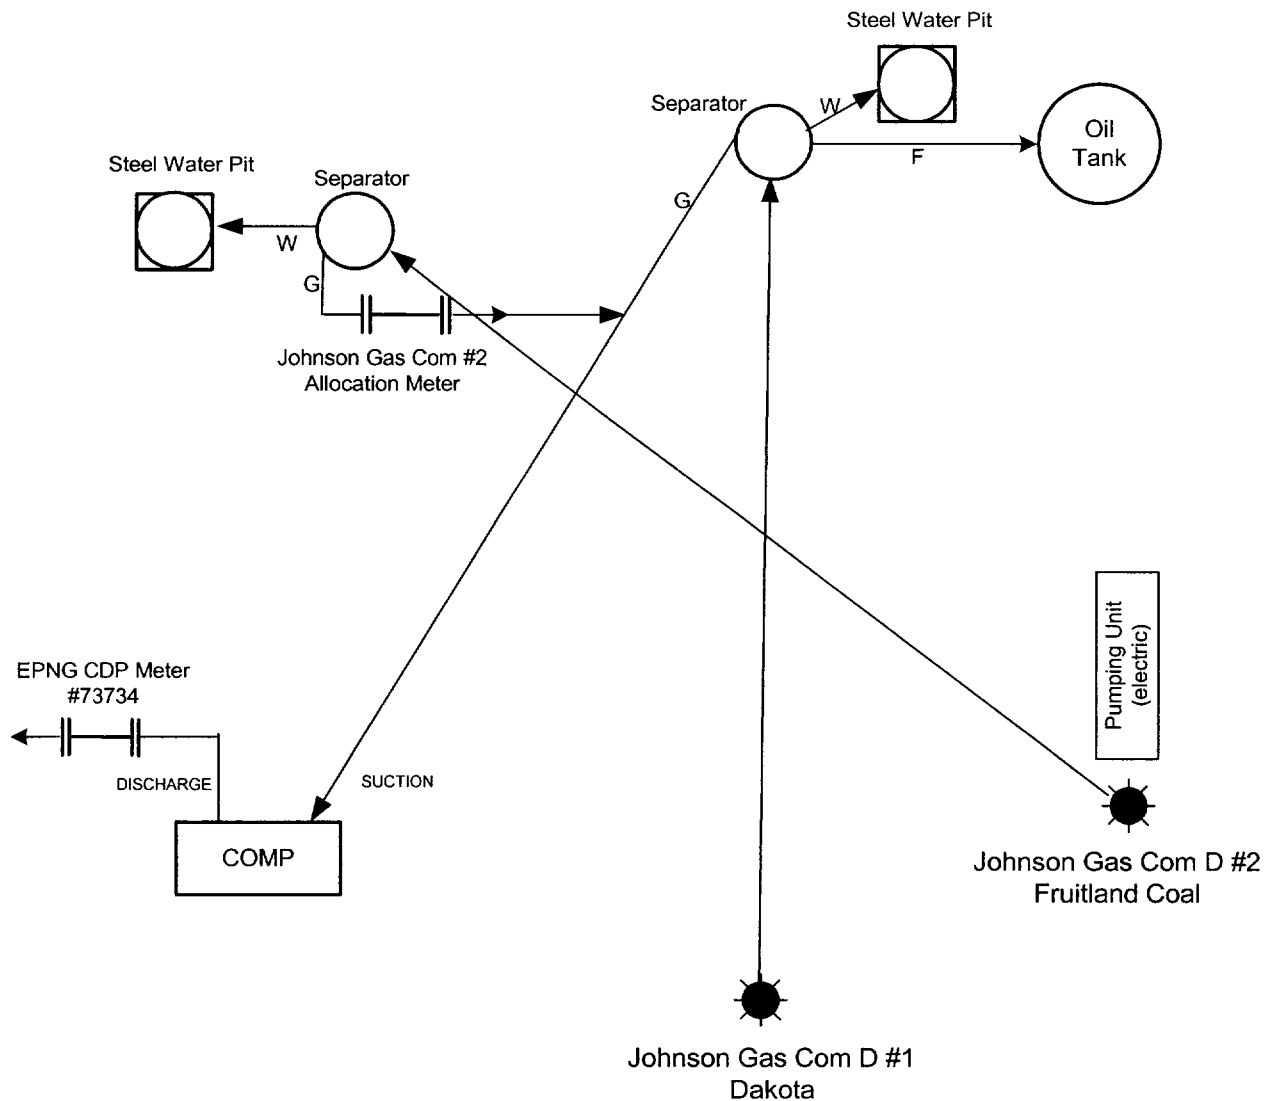 Steel Water Pit
Separator
W
F
Oil
Tank
G
Steel Water Pit
Separator
W
G
Johnson Gas Com #2
Allocation Meter
Pumping Unit
(electric)
EPNG CDP Meter
#73734
DISCHARGE
SUCTION
COMP
Johnson Gas Com D #2
Fruitland Coal
Johnson Gas Com D #1
Dakota